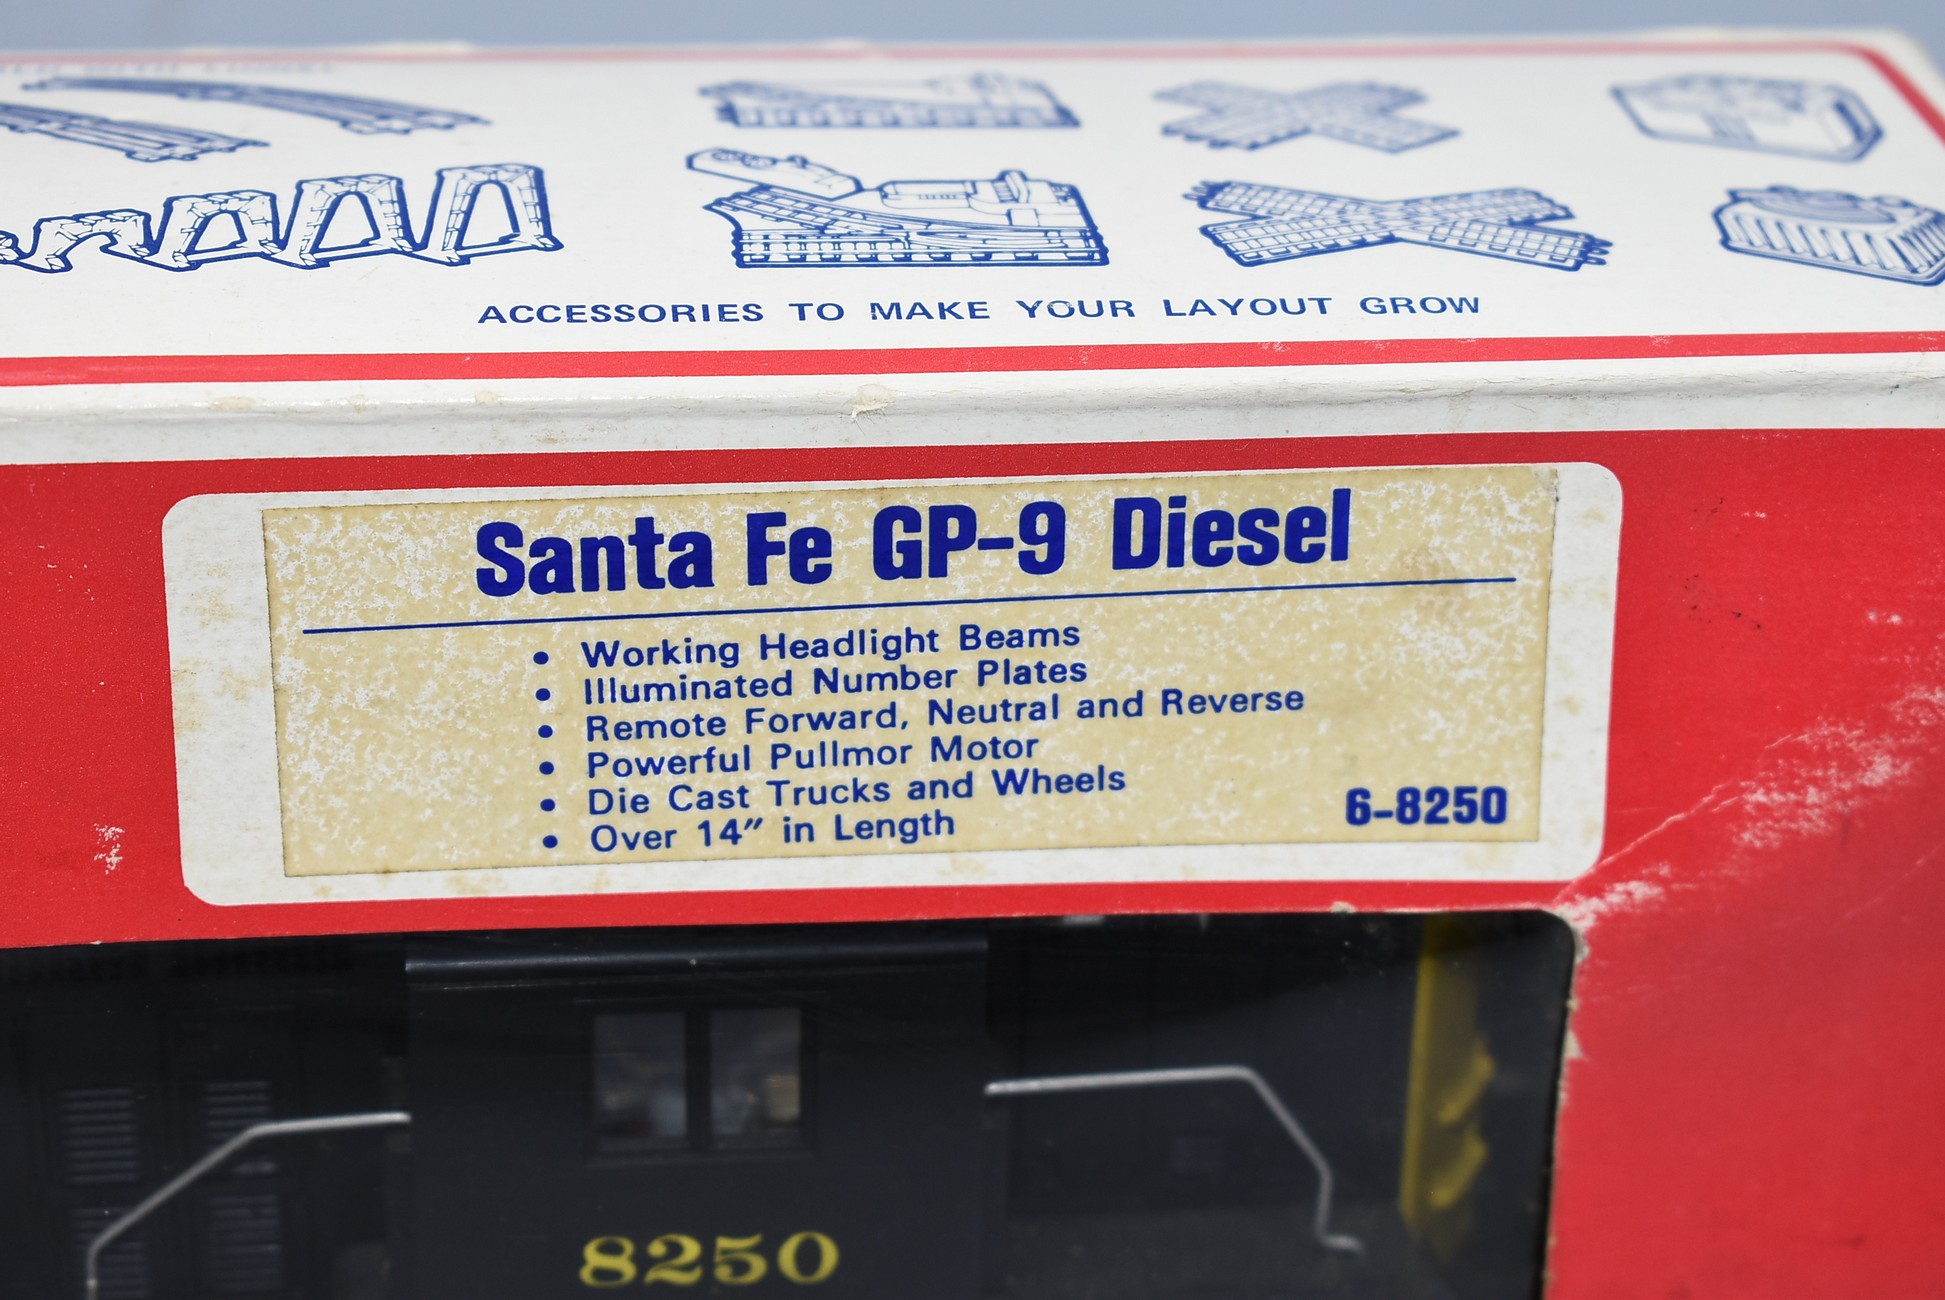 ACCESSORIES TO MAKE YOUR LAYOUT GROW
Santa Fe GP-9 Diesel
• Working Headlight Beams
• Illuminated Number Plates
• Remote Forward, Neutral and Reverse
• Powerful Pullmor Motor
• Die Cast Trucks and Wheels
• Over 14″ in Length
6-8250
8250